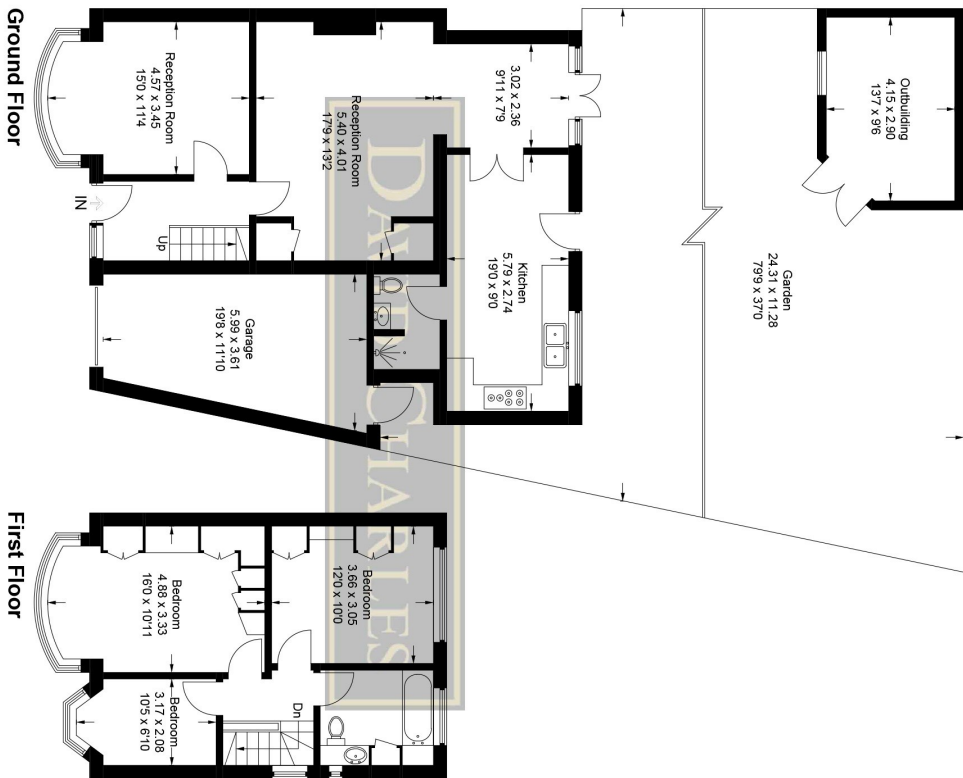 Outbuilding
4.15 x 2.90
13'7 x 9'6
Garden
24.31 x 11.28
79'9 x 37'0
3.02 x 2.36
9'11 x 7'9
Kitchen
5.79 x 2.74
19'0 x 9'0
Reception Room
5.40 x 4.01
17'9 x 13'2
Reception Room
4.57 x 3.45
15'0 x 11'4
Up
IN
Garage
5.99 x 3.61
19'8 x 11'10
Ground Floor
Bedroom
3.66 x 3.05
12'0 x 10'0
Bedroom
4.88 x 3.33
16'0 x 10'11
Dn
Bedroom
3.17 x 2.08
10'5 x 6'10
First Floor
DAVID CHARLES